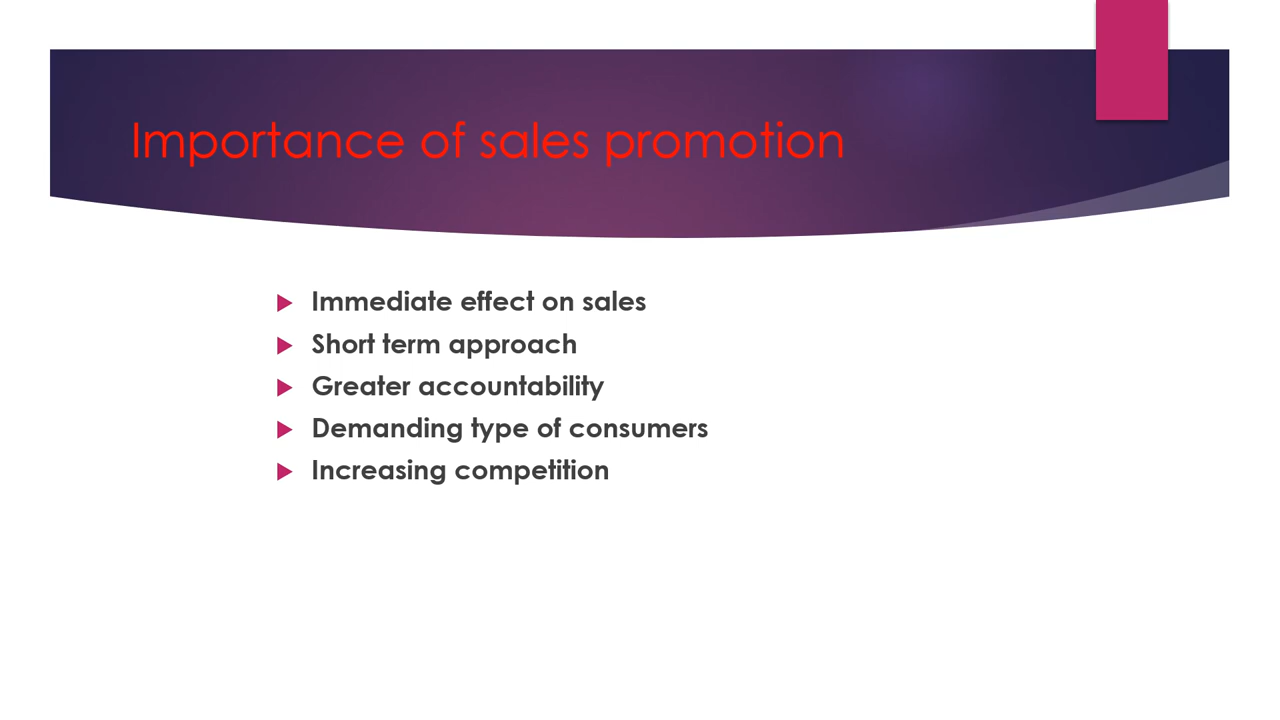 Importance of sales promotion
Immediate effect on sales
Short term approach
Greater accountability
Demanding type of consumers
Increasing competition